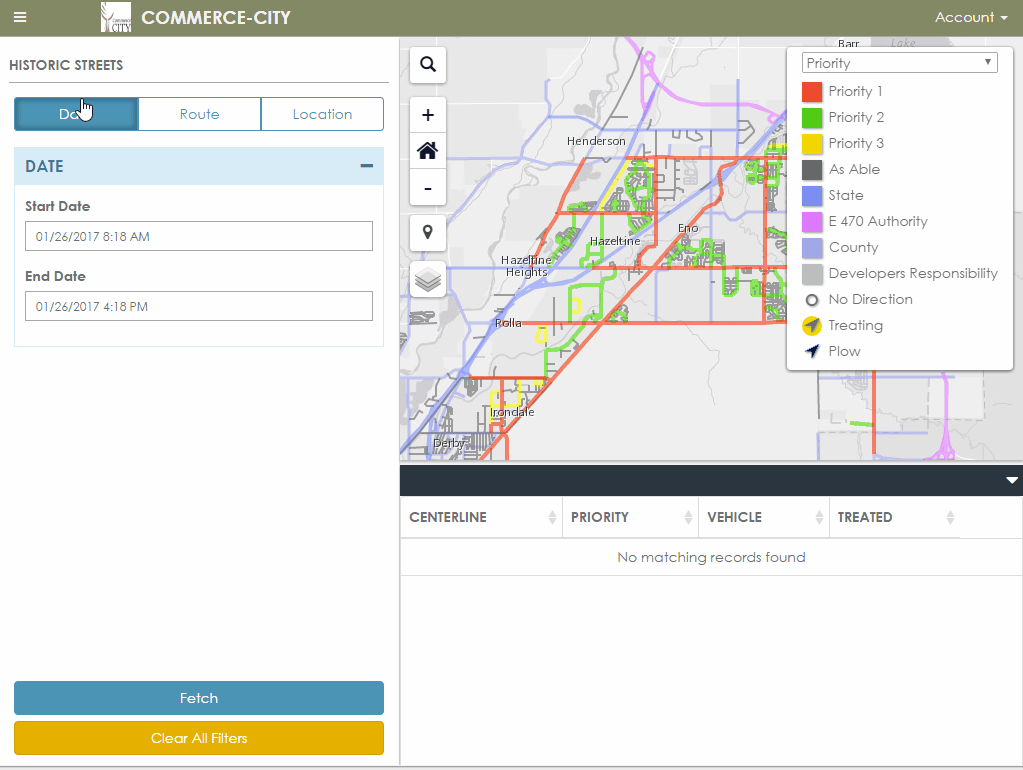 COMMERCE-CITY
Account
HISTORIC STREETS
Route
Location
DATE
Start Date
01/26/2017 8:18 AM
End Date
01/26/2017 4:18 PM
Fetch
Clear All Filters
+
-
Barr
Lake
Henderson
Hazeltine
Eno
Hazeltine
Heights
Rolla
Irondale
Derby
Priority
Priority 1
Priority 2
Priority 3
As Able
State
E 470 Authority
County
Developers Responsibility
No Direction
Treating
Plow
CENTERLINE
PRIORITY
VEHICLE
TREATED
No matching records found